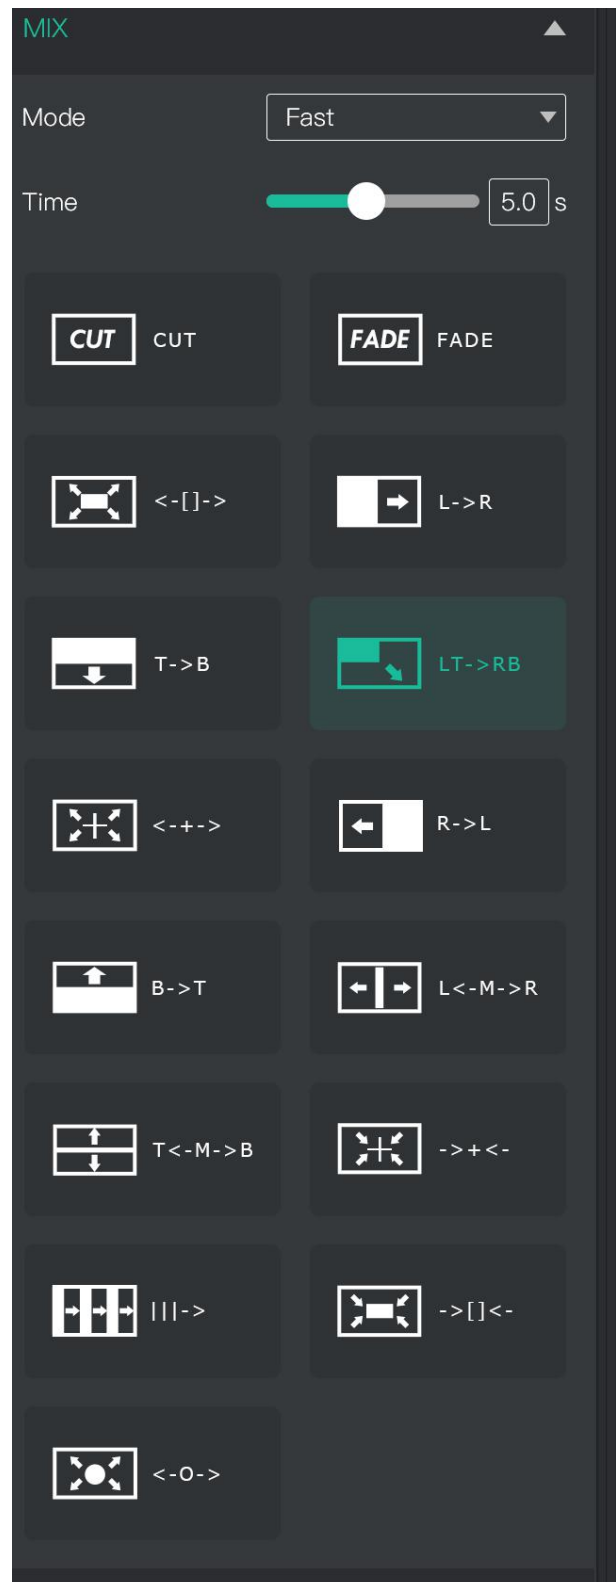 MIX
Mode Fast
Time 5.0 s
CUT CUT
FADE FADE
<-[]->
L->R
T->B
LT->RB
<-+->
R->L
B->T
L<-M->R
T<-M->B
->+<-
|||->
->[]<-
<-O->